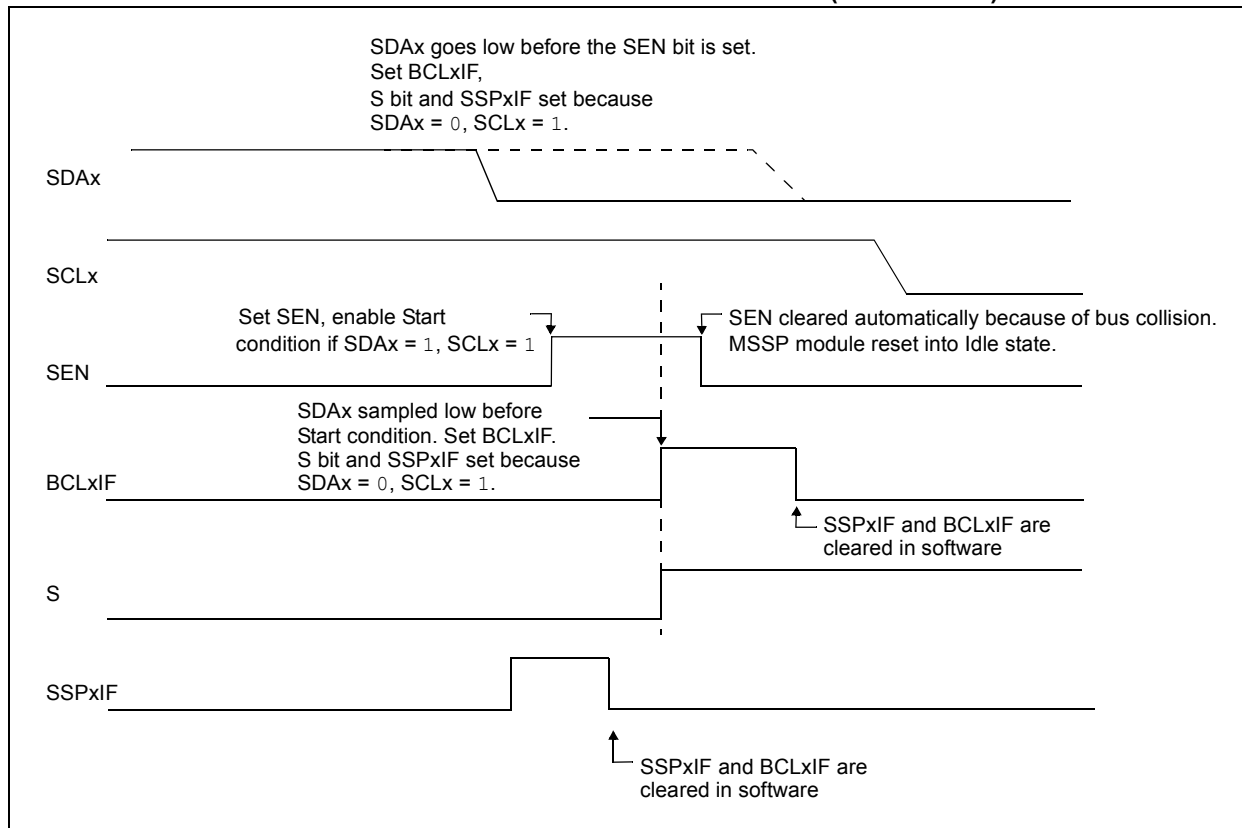 SDAx goes low before the SEN bit is set.
Set BCLxIF,
S bit and SSPxIF set because
SDAx = 0, SCLx = 1.
SDAx
SCLx
Set SEN, enable Start
condition if SDAx = 1, SCLx = 1
SEN cleared automatically because of bus collision.
MSSP module reset into Idle state.
SEN
SDAx sampled low before
Start condition. Set BCLxIF.
S bit and SSPxIF set because
SDAx = 0, SCLx = 1.
BCLxIF
SSPxIF and BCLxIF are
cleared in software
S
SSPxIF
SSPxIF and BCLxIF are
cleared in software